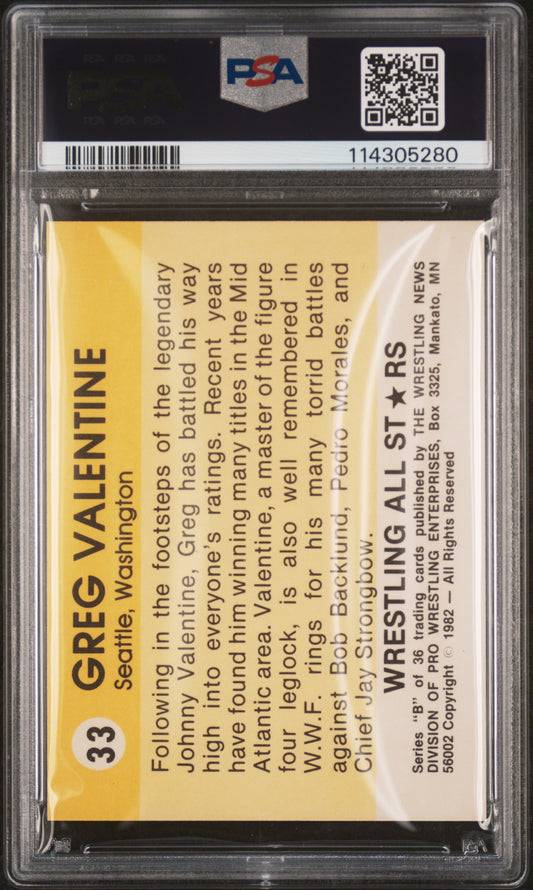 PSA
114305280
33
GREG VALENTINE
Seattle, Washington
Following in the footsteps of the legendary
Johnny Valentine, Greg has battled his way
high into everyone's ratings. Recent years
have found him winning many titles in the Mid
Atlantic area. Valentine, a master of the figure
four leglock, is also well remembered in
W.W.F. rings for his many torrid battles
against Bob Backlund, Pedro Morales, and
Chief Jay Strongbow.
WRESTLING ALL ST★RS
Series "B" of 36 trading cards published by THE WRESTLING NEWS
DIVISION OF PRO WRESTLING ENTERPRISES, Box 3325, Mankato, MN
56002 Copyright © 1982 — All Rights Reserved